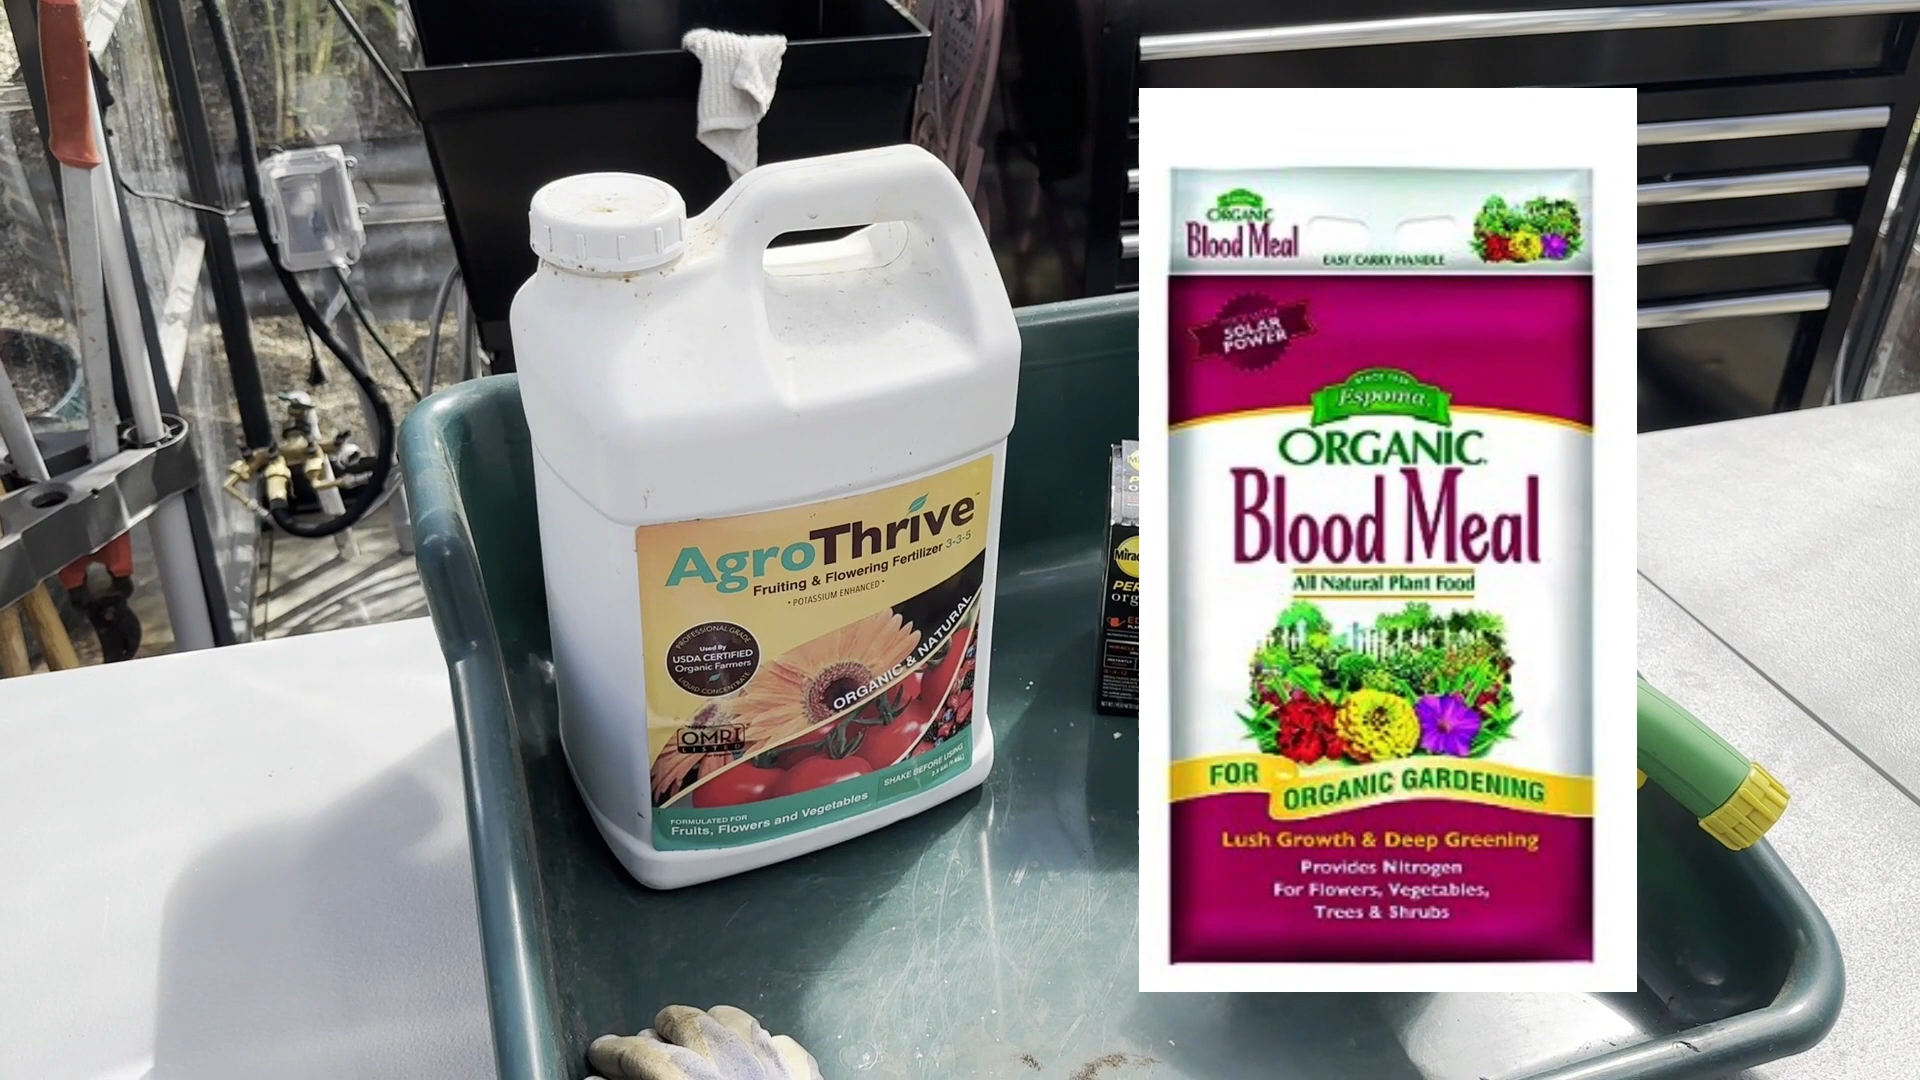 AgroThrive
Fruiting & Flowering Fertilizer 3-3-5
• POTASSIUM ENHANCED •
PROFESSIONAL GRADE
Used By
USDA CERTIFIED
Organic Farmers
LIQUID CONCENTRATE
ORGANIC & NATURAL
OMRI
LISTED
SHAKE BEFORE USING
FORMULATED FOR
Fruits, Flowers and Vegetables
ORGANIC
Blood Meal
EASY CARRY HANDLE
SOLAR
POWER
Espoma
ORGANIC
Blood Meal
All Natural Plant Food
FOR
ORGANIC GARDENING
Lush Growth & Deep Greening
Provides Nitrogen
For Flowers, Vegetables,
Trees & Shrubs